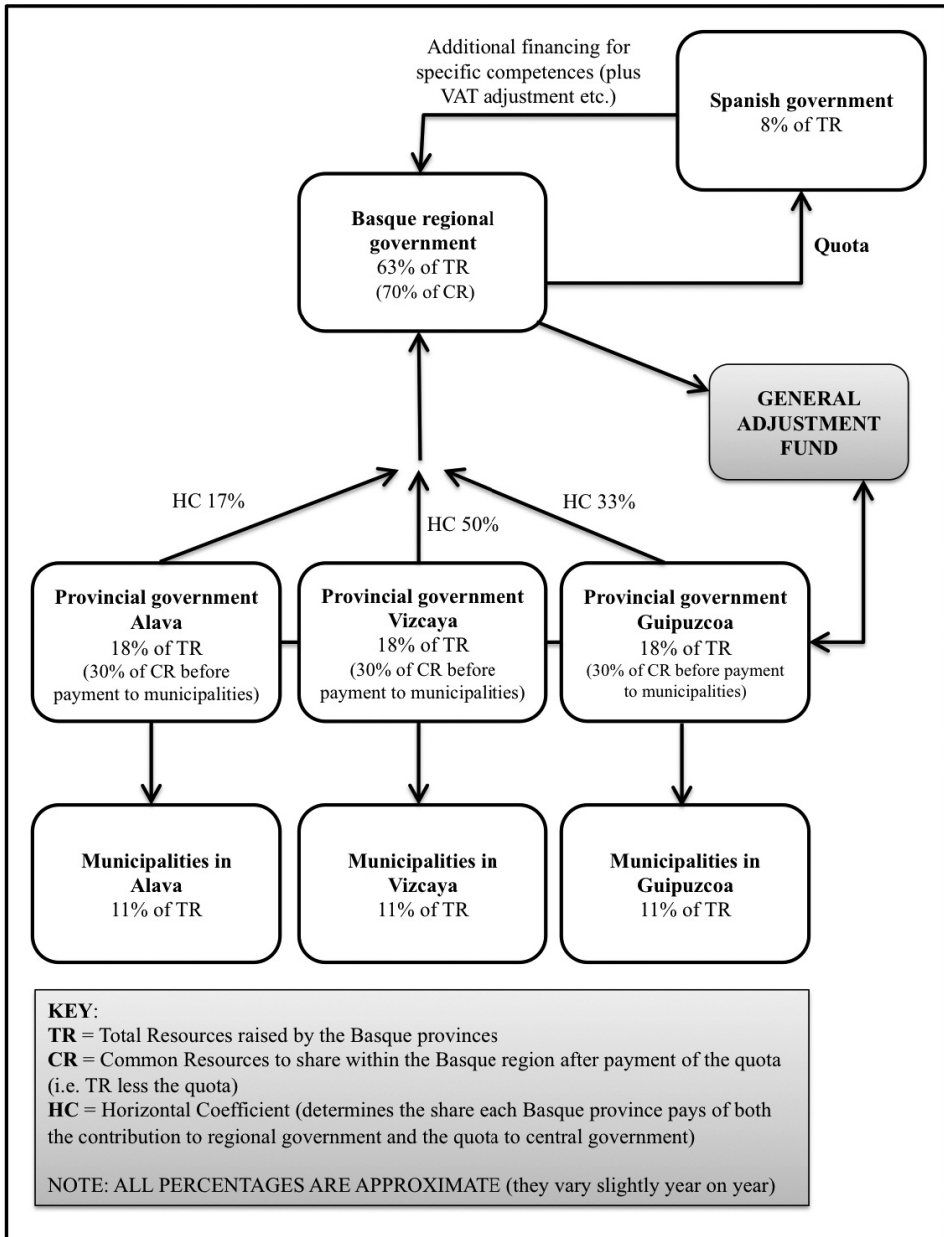 Additional financing for
specific competences (plus
VAT adjustment etc.)
Spanish government
8% of TR
Basque regional
government
63% of TR
(70% of CR)
Quota
GENERAL
ADJUSTMENT
FUND
HC 17%
HC 50%
HC 33%
Provincial government
Alava
18% of TR
(30% of CR before
payment to municipalities)
Provincial government
Vizcaya
18% of TR
(30% of CR before
payment to municipalities)
Provincial government
Guipuzcoa
18% of TR
(30% of CR before payment
to municipalities)
Municipalities in
Alava
11% of TR
Municipalities in
Vizcaya
11% of TR
Municipalities in
Guipuzcoa
11% of TR
KEY:
TR = Total Resources raised by the Basque provinces
CR = Common Resources to share within the Basque region after payment of the quota
(i.e. TR less the quota)
HC = Horizontal Coefficient (determines the share each Basque province pays of both
the contribution to regional government and the quota to central government)
NOTE: ALL PERCENTAGES ARE APPROXIMATE (they vary slightly year on year)